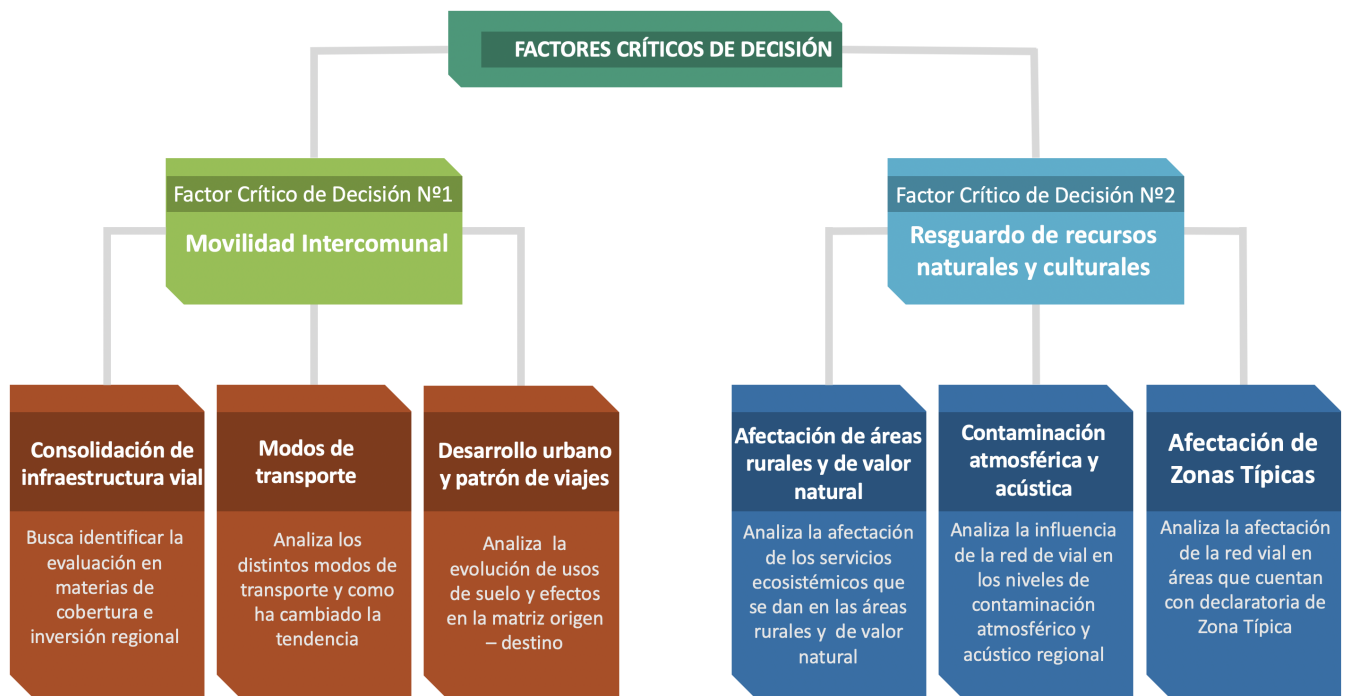 FACTORES CRÍTICOS DE DECISIÓN
Factor Crítico de Decisión Nº1
Movilidad Intercomunal
Factor Crítico de Decisión Nº2
Resguardo de recursos
naturales y culturales
Consolidación de
infraestructura vial
Busca identificar la
evaluación en
materias de
cobertura e
inversión regional
Modos de
transporte
Analiza los
distintos modos de
transporte y como
ha cambiado la
tendencia
Desarrollo urbano
y patrón de viajes
Analiza la
evolución de usos
de suelo y efectos
en la matriz origen
– destino
Afectación de áreas
rurales y de valor
natural
Analiza la afectación
de los servicios
ecosistémicos que
se dan en las áreas
rurales y de valor
natural
Contaminación
atmosférica y
acústica
Analiza la influencia
de la red de vial en
los niveles de
contaminación
atmosférico y
acústico regional
Afectación de
Zonas Típicas
Analiza la afectación
de la red vial en
áreas que cuentan
con declaratoria de
Zona Típica